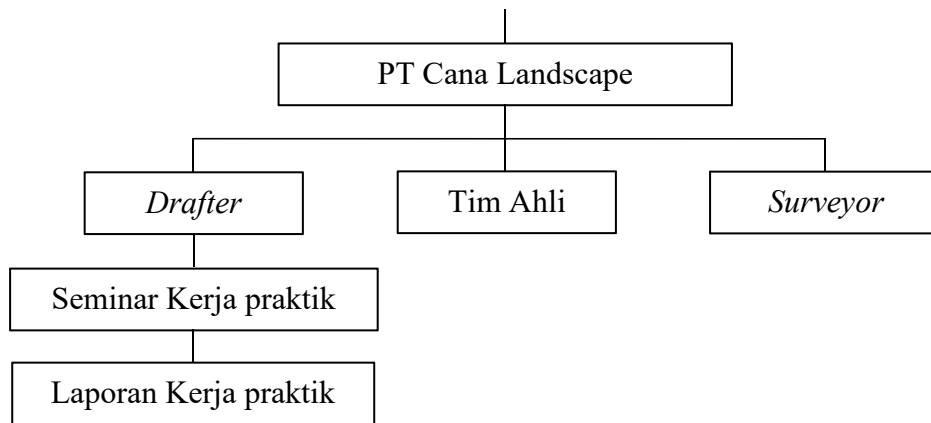 PT Cana Landscape
Drafter
Tim Ahli
Surveyor
Seminar Kerja praktik
Laporan Kerja praktik